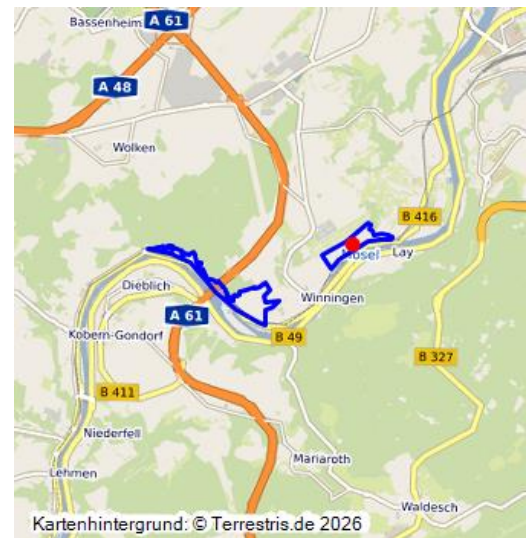 Bassenheim
A 61
A 48
Wolken
B 416
Mosel
Lay
Dieblich
Winningen
A 61
Kobern-Gondorf
B 49
B 327
B 411
Niederfell
Mariaroth
Lehmen
Waldesch
Kartenhintergrund: © Terrestris.de 2026